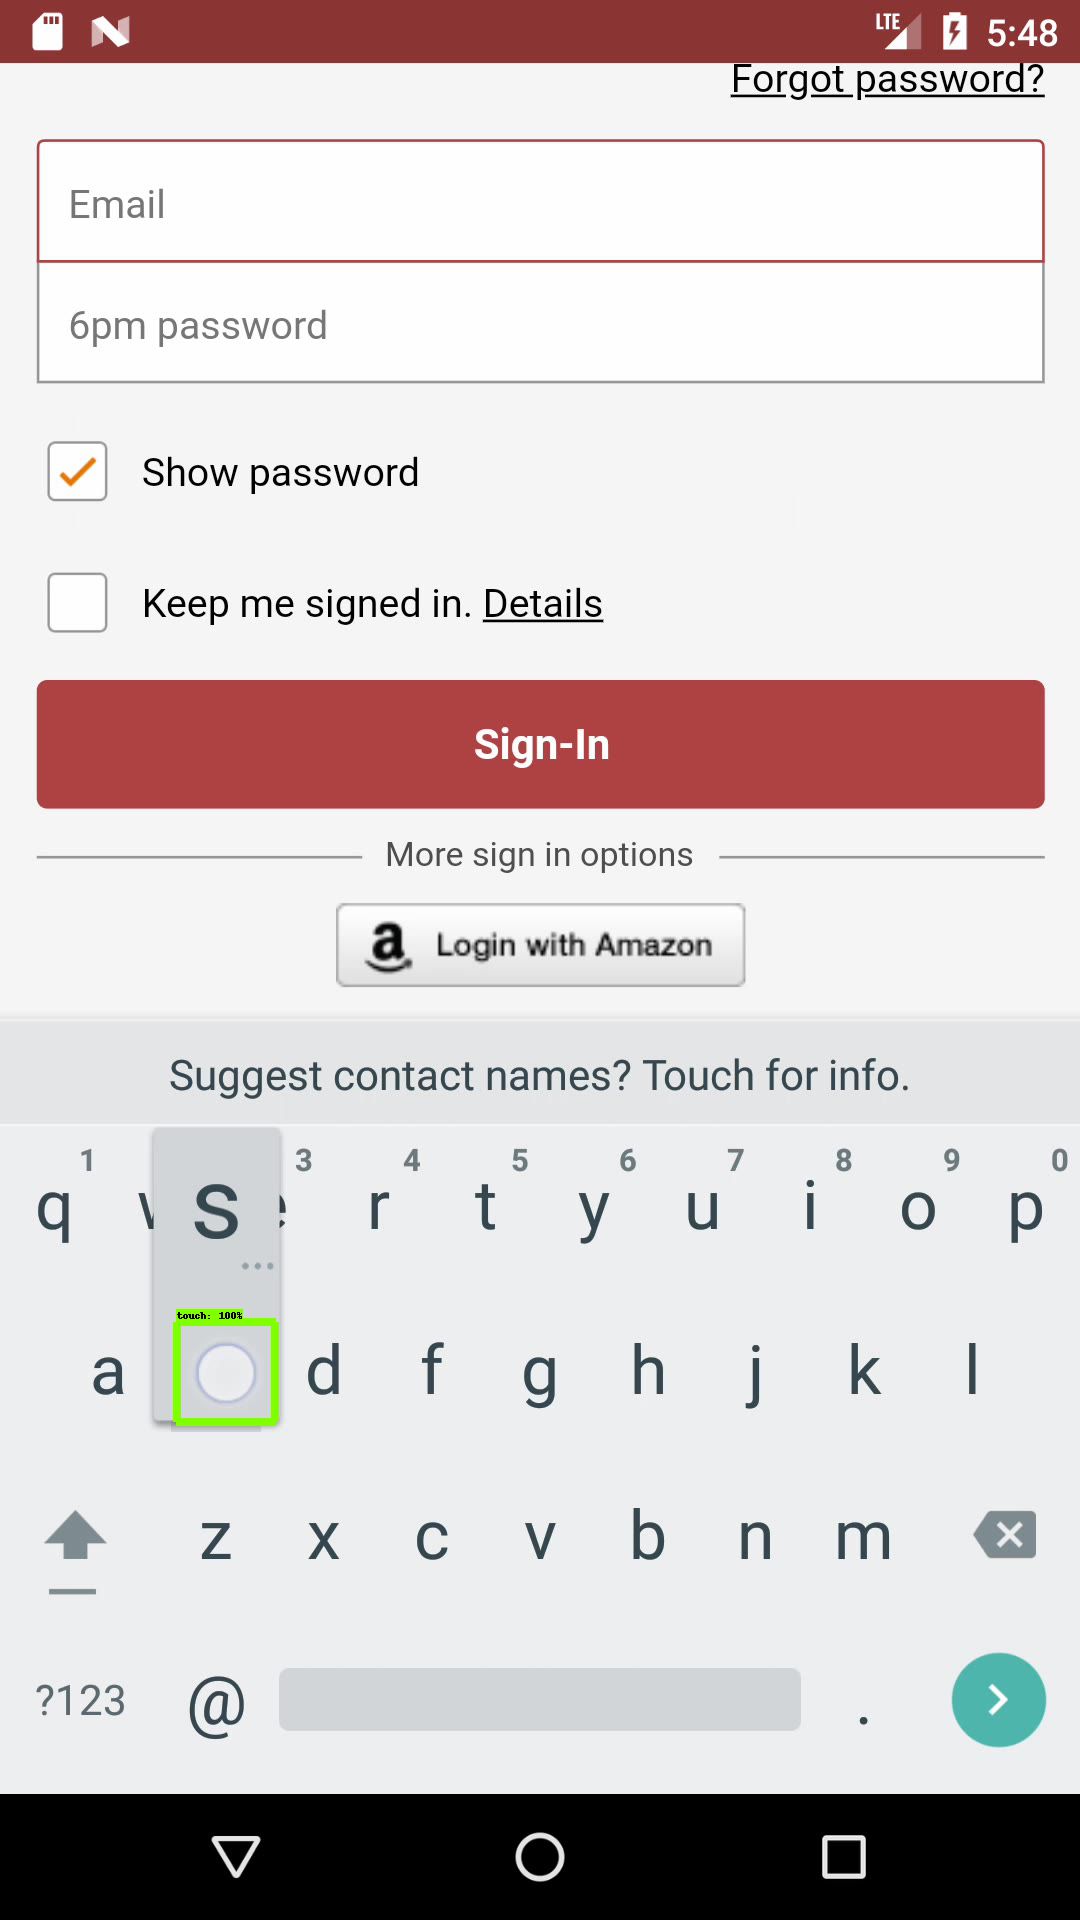 LTE 5:48
Forgot password?
Email
6pm password
Show password
Keep me signed in. Details
Sign-In
More sign in options
a Login with Amazon
Suggest contact names? Touch for info.
1 3 4 5 6 7 8 9 0
q w s e r t y u i o p
touch: 100%
a d f g h j k l
z x c v b n m
?123 @ .